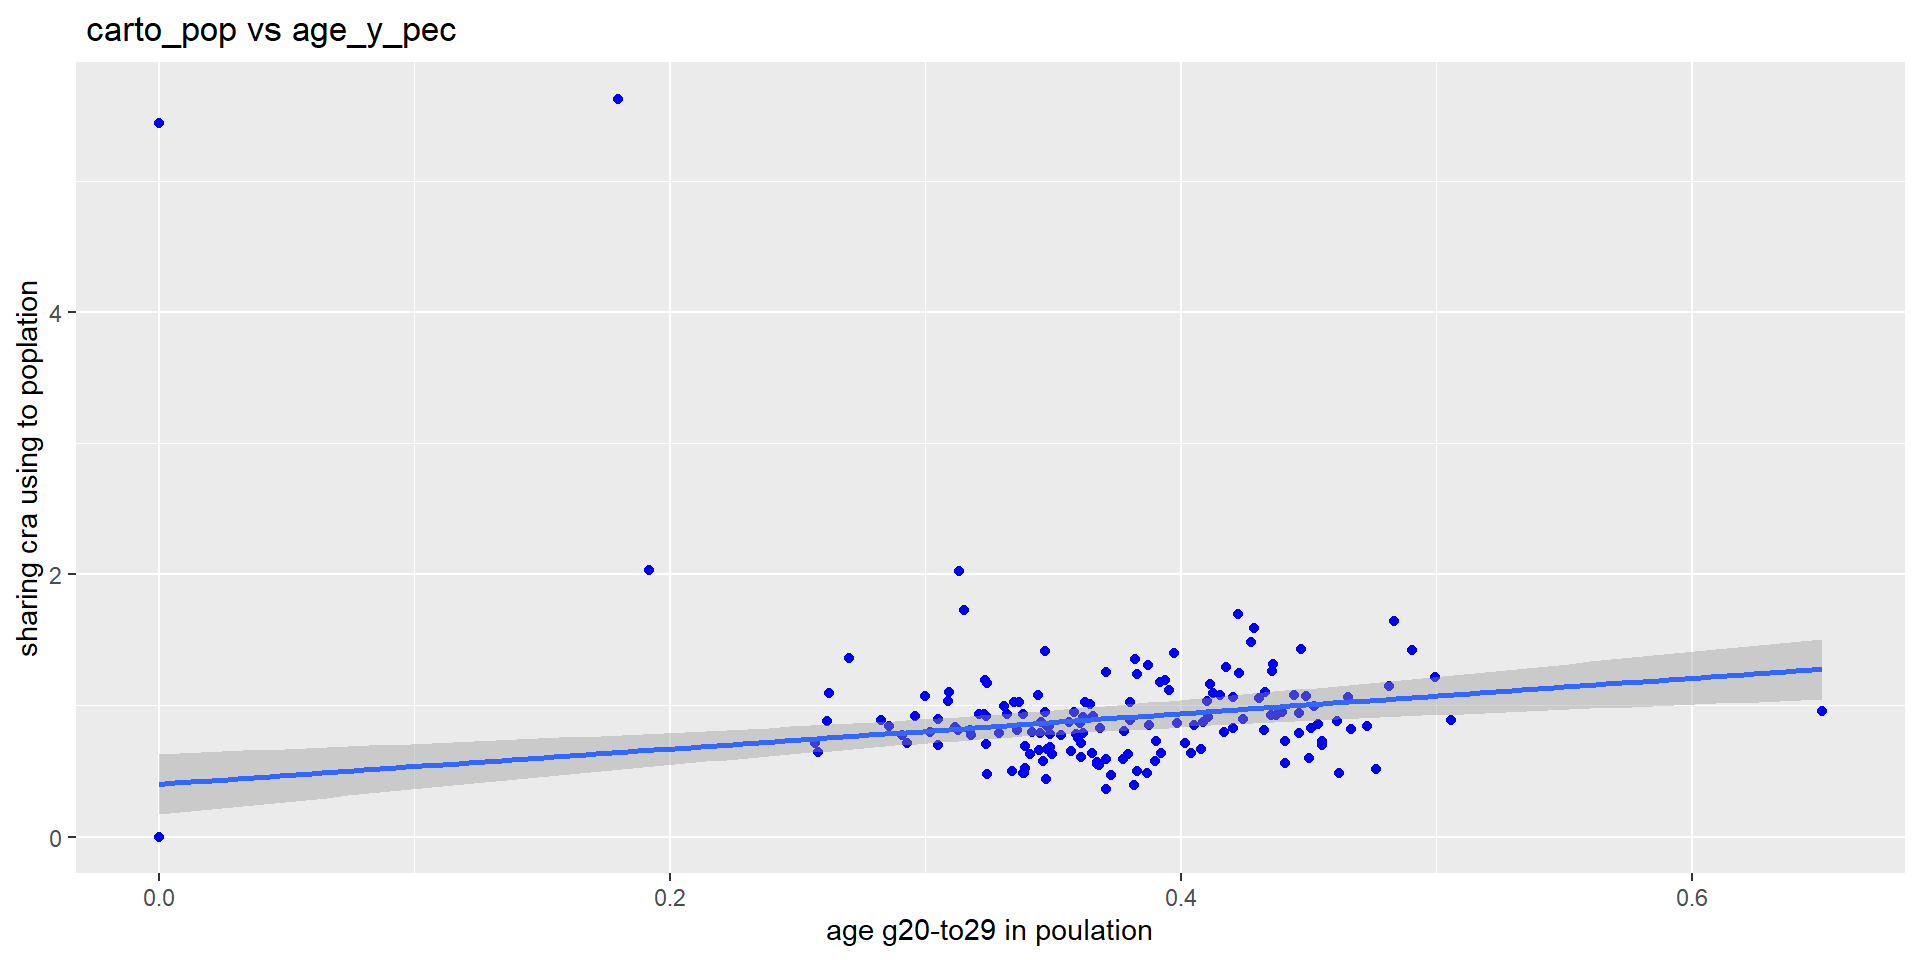 carto_pop vs age_y_pec
sharing cra using to poplation
4
2
0
0.0
0.2
0.4
0.6
age g20-to29 in poulation